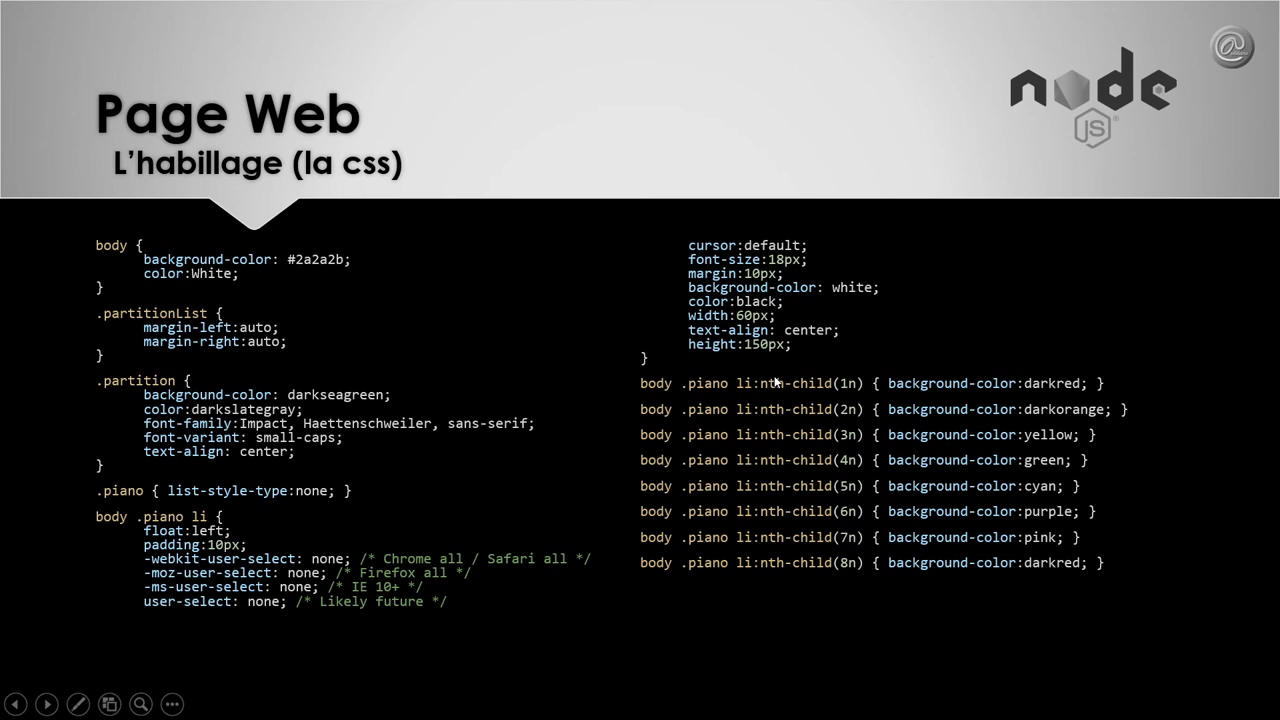 node
JS
Page Web
L'habillage (la css)
body {
background-color: #2a2a2b;
color:White;
}
.partitionList {
margin-left:auto;
margin-right:auto;
}
.partition {
background-color: darkseagreen;
color:darkslategray;
font-family:Impact, Haettenschweiler, sans-serif;
font-variant: small-caps;
text-align: center;
}
.piano { list-style-type:none; }
body .piano li {
float:left;
padding:10px;
-webkit-user-select: none; /* Chrome all / Safari all */
-moz-user-select: none; /* Firefox all */
-ms-user-select: none; /* IE 10+ */
user-select: none; /* Likely future */
cursor:default;
font-size:18px;
margin:10px;
background-color: white;
color:black;
width:60px;
text-align: center;
height:150px;
}
body .piano li:nth-child(1n) { background-color:darkred; }
body .piano li:nth-child(2n) { background-color:darkorange; }
body .piano li:nth-child(3n) { background-color:yellow; }
body .piano li:nth-child(4n) { background-color:green; }
body .piano li:nth-child(5n) { background-color:cyan; }
body .piano li:nth-child(6n) { background-color:purple; }
body .piano li:nth-child(7n) { background-color:pink; }
body .piano li:nth-child(8n) { background-color:darkred; }